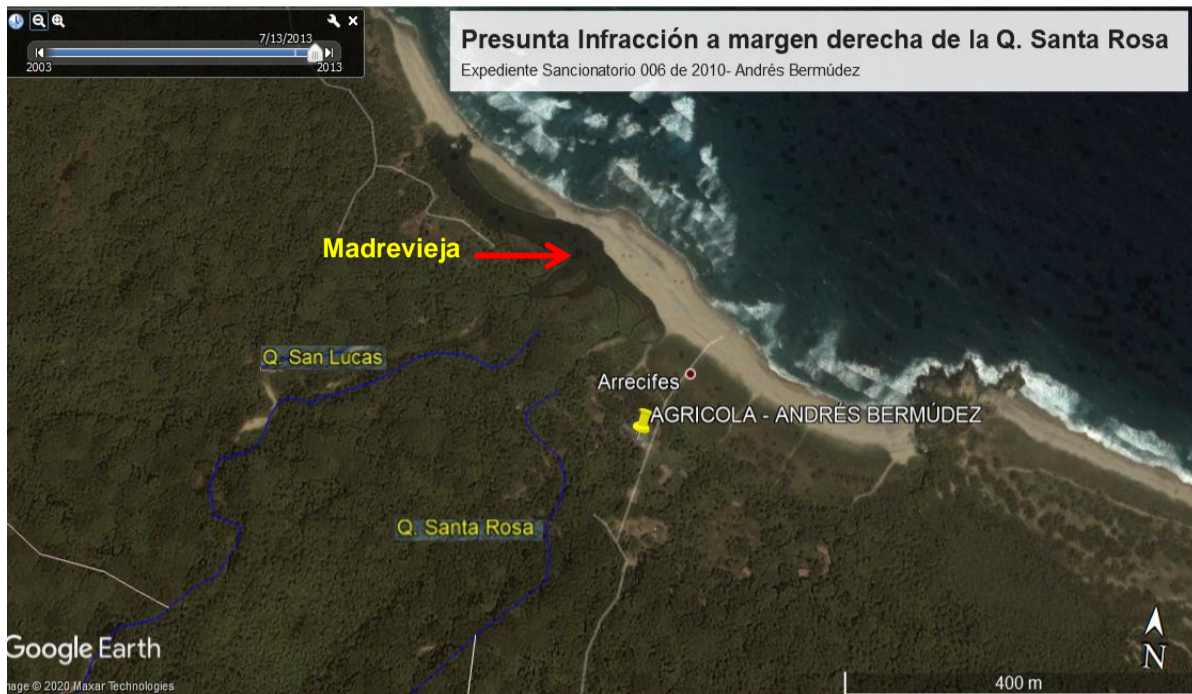 7/13/2013
2003
2013
Presunta Infracción a margen derecha de la Q. Santa Rosa
Expediente Sancionatorio 006 de 2010- Andrés Bermúdez
Madrevieja
Q. San Lucas
Arrecifes
AGRICOLA - ANDRÉS BERMÚDEZ
Q. Santa Rosa
Google Earth
N
400 m
mage © 2020 Maxar Technologies